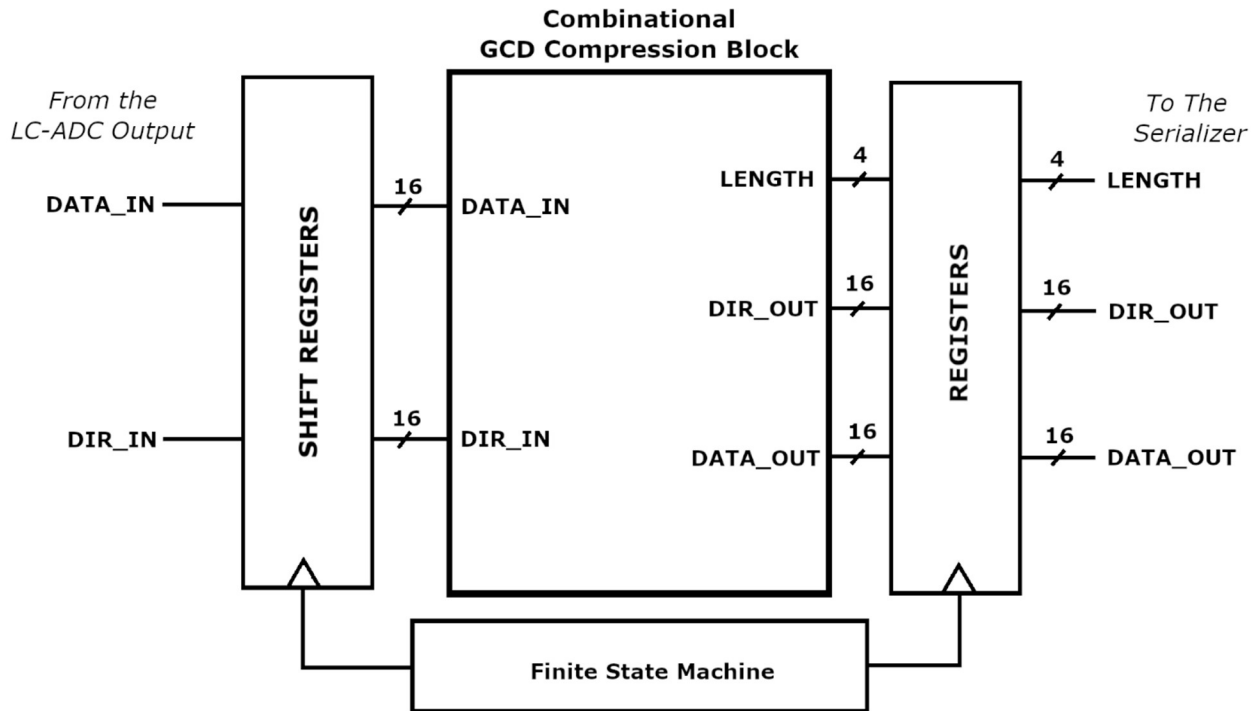 Combinational
GCD Compression Block
From the
LC-ADC Output
DATA_IN
DIR_IN
SHIFT REGISTERS
16
16
DATA_IN
DIR_IN
LENGTH
DIR_OUT
DATA_OUT
4
16
16
REGISTERS
To The
Serializer
4
LENGTH
16
DIR_OUT
16
DATA_OUT
Finite State Machine